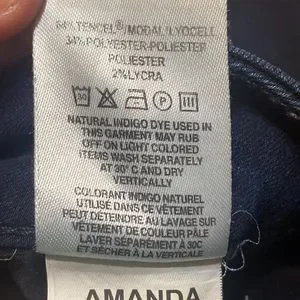 64% TENCEL®/MODAL/LYOCELL
34% POLYESTER-POLIESTER
POLIESTER
2% LYCRA
30
P
NATURAL INDIGO DYE USED IN
THIS GARMENT MAY RUB
OFF ON LIGHT COLORED
ITEMS WASH SEPARATELY
AT 30° C AND DRY
VERTICALLY
COLORANT INDIGO NATUREL
UTILISÉ DANS CE VÊTEMENT
PEUT DÉTEINDRE AU LAVAGE SUR
VÊTEMENT DE COULEUR PÂLE
LAVER SÉPARÉMENT À 30C
ET SÉCHER À LA VERTICALE
AMANDA